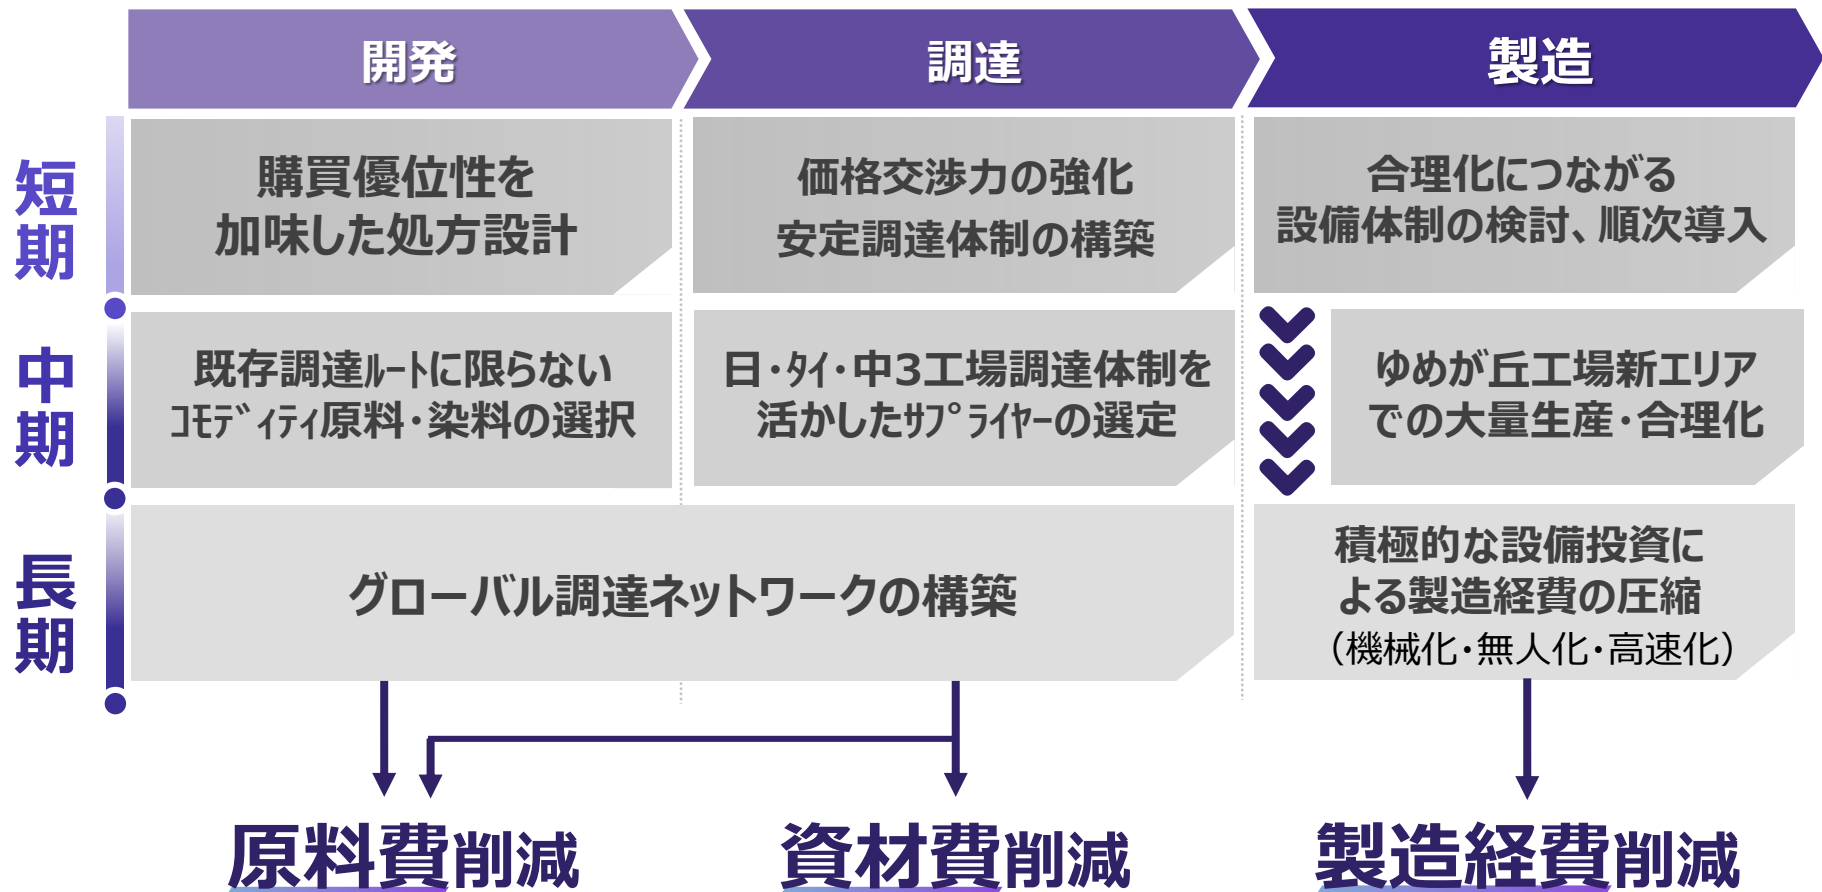 開発
調達
製造
短期
購買優位性を
加味した処方設計
価格交渉力の強化
安定調達体制の構築
合理化につながる
設備体制の検討、順次導入
中期
既存調達ﾙｰﾄに限らない
ｺﾓﾃﾞｨﾃｨ原料・染料の選択
日・ﾀｲ・中3工場調達体制を
活かしたｻﾌﾟﾗｲﾔｰの選定
ゆめが丘工場新エリア
での大量生産・合理化
長期
グローバル調達ネットワークの構築
積極的な設備投資に
よる製造経費の圧縮
（機械化・無人化・高速化）
原料費削減
資材費削減
製造経費削減